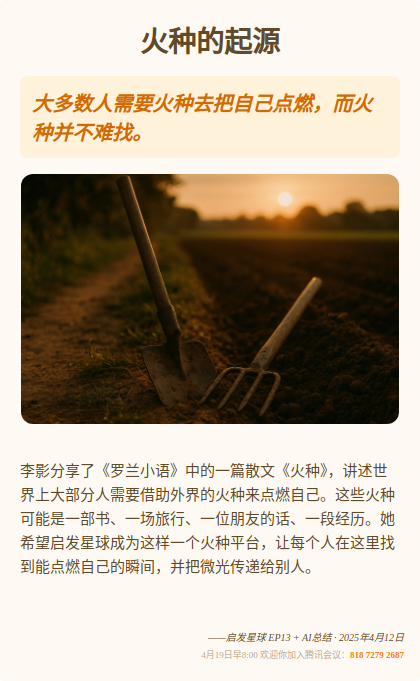 火种的起源
大多数人需要火种去把自己点燃，而火
种并不难找。
李影分享了《罗兰小语》中的一篇散文《火种》，讲述世
界上大部分人需要借助外界的火种来点燃自己。这些火种
可能是一部书、一场旅行、一位朋友的话、一段经历。她
希望启发星球成为这样一个火种平台，让每个人在这里找
到能点燃自己的瞬间，并把微光传递给别人。
——启发星球 EP13 + AI总结 · 2025年4月12日
4月19日早8:00 欢迎你加入腾讯会议：818 7279 2687